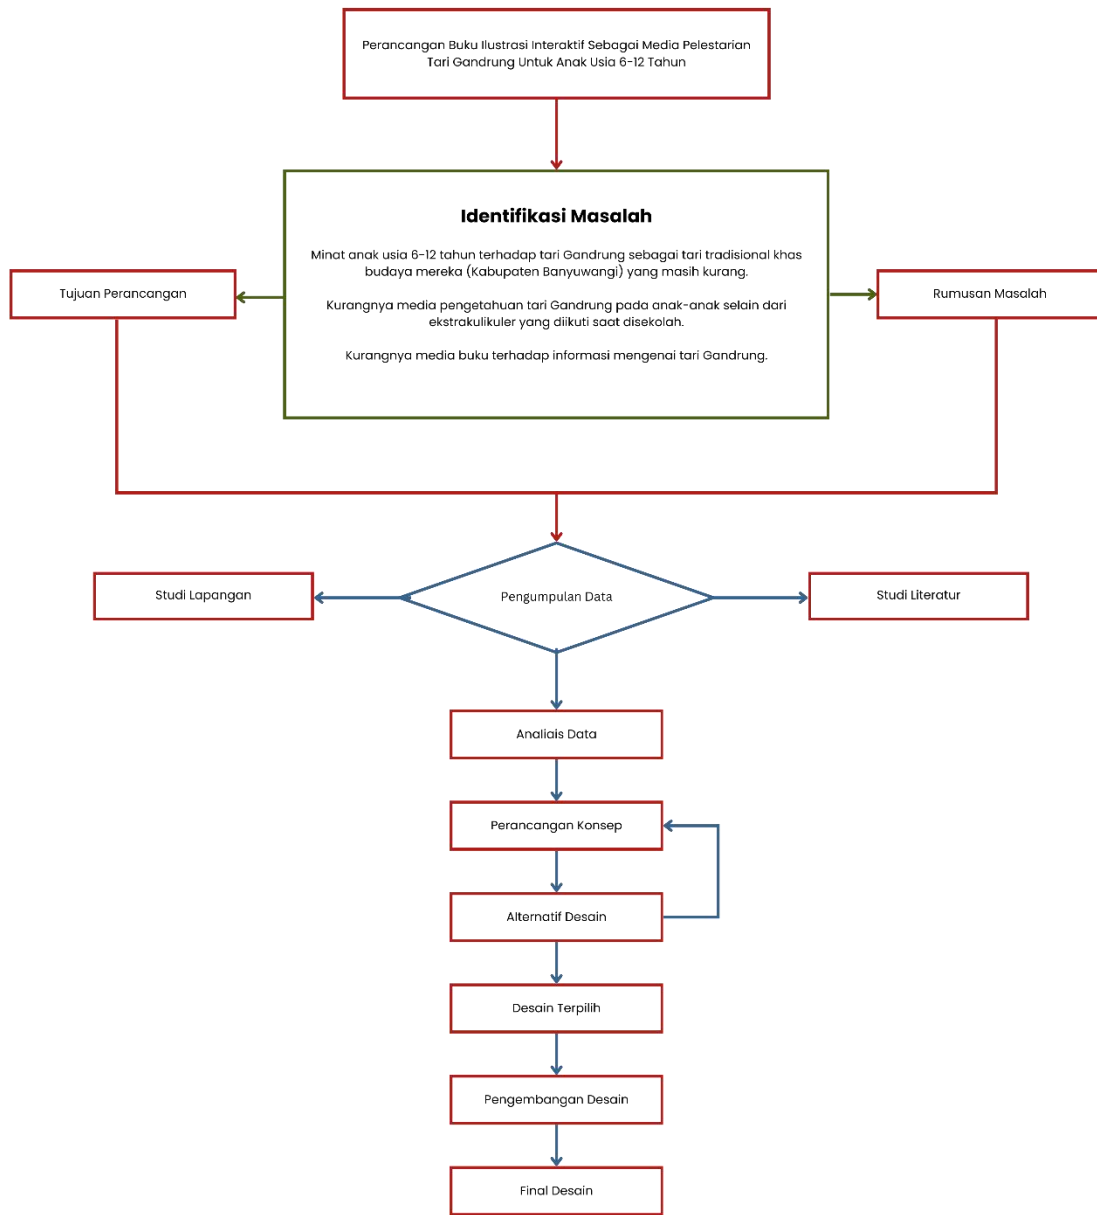 Perancangan Buku Ilustrasi Interaktif Sebagai Media Pelestarian
Tari Gandrung Untuk Anak Usia 6-12 Tahun
Identifikasi Masalah
Minat anak usia 6-12 tahun terhadap tari Gandrung sebagai tari tradisional khas
budaya mereka (Kabupaten Banyuwangi) yang masih kurang.
Kurangnya media pengetahuan tari Gandrung pada anak-anak selain dari
ekstrakulikuler yang diikuti saat disekolah.
Kurangnya media buku terhadap informasi mengenai tari Gandrung.
Tujuan Perancangan
Rumusan Masalah
Pengumpulan Data
Studi Lapangan
Studi Literatur
Analiais Data
Perancangan Konsep
Alternatif Desain
Desain Terpilih
Pengembangan Desain
Final Desain